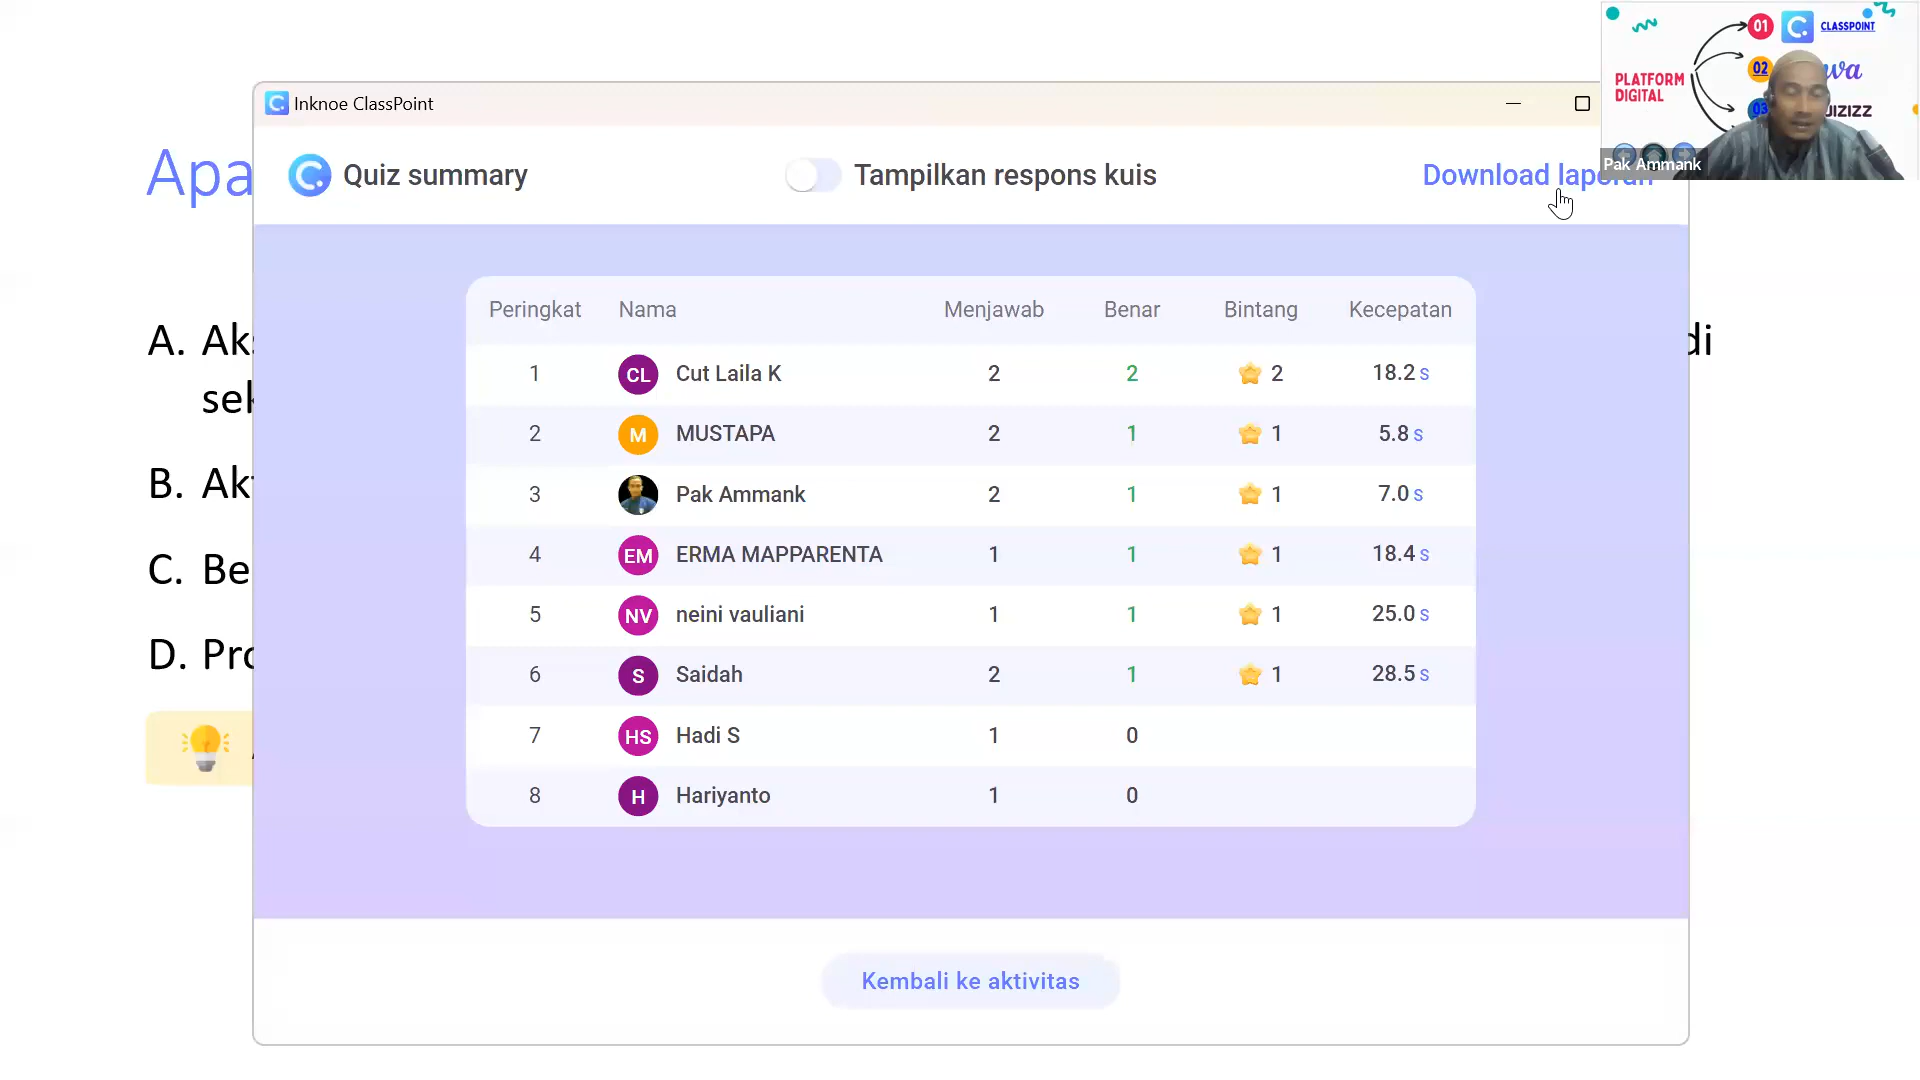 Inknoe ClassPoint
Quiz summary
Tampilkan respons kuis
Download laporan
Peringkat Nama Menjawab Benar Bintang Kecepatan
1 CL Cut Laila K 2 2 2 18.2 s
2 M MUSTAPA 2 1 1 5.8 s
3 Pak Ammank 2 1 1 7.0 s
4 EM ERMA MAPPARENTA 1 1 1 18.4 s
5 NV neini vauliani 1 1 1 25.0 s
6 S Saidah 2 1 1 28.5 s
7 HS Hadi S 1 0
8 H Hariyanto 1 0
Kembali ke aktivitas
Apa
A. Ak
di
sek
B. Ak
C. Be
D. Pro
PLATFORM
DIGITAL
01 C. CLASSPOINT
02 va
03 UIZIZZ
Pak Ammank